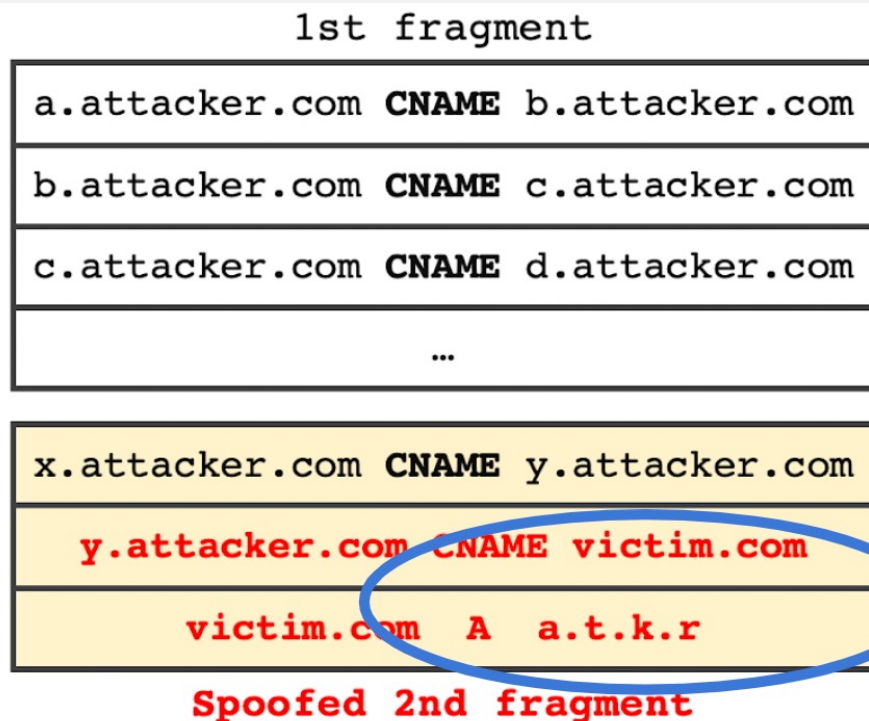 1st fragment
a.attacker.com CNAME b.attacker.com
b.attacker.com CNAME c.attacker.com
c.attacker.com CNAME d.attacker.com
…
x.attacker.com CNAME y.attacker.com
y.attacker.com CNAME victim.com
victim.com A a.t.k.r
Spoofed 2nd fragment